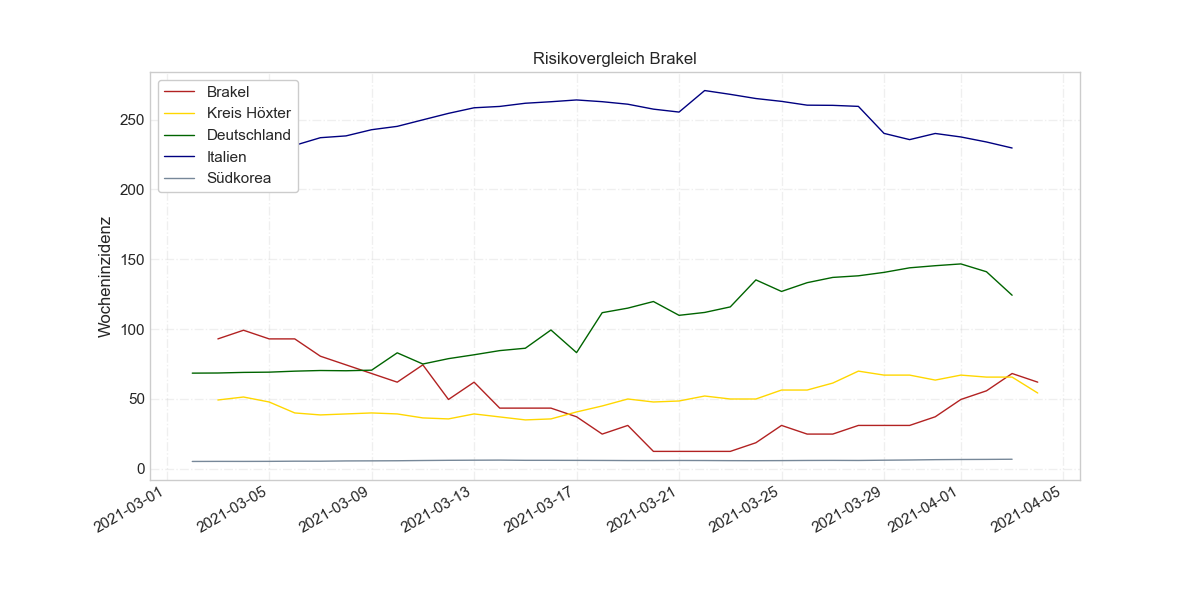 Risikovergleich Brakel
Brakel
Kreis Höxter
Deutschland
Italien
Südkorea
Wocheninzidenz
250
200
150
100
50
0
2021-03-01
2021-03-05
2021-03-09
2021-03-13
2021-03-17
2021-03-21
2021-03-25
2021-03-29
2021-04-01
2021-04-05